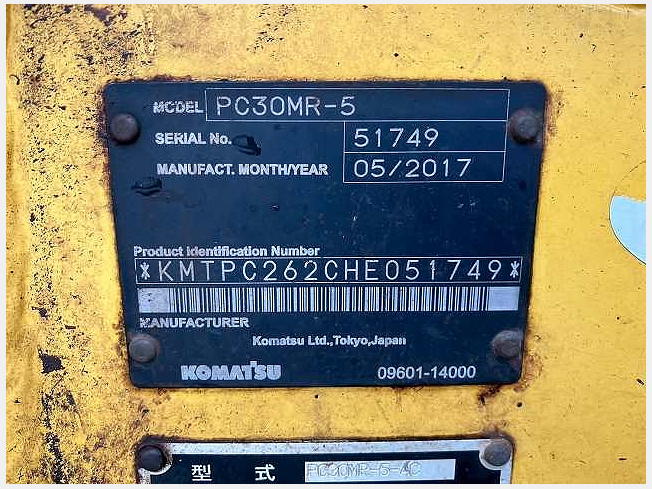 MODEL PC30MR-5
SERIAL No. 51749
MANUFACT. MONTH/YEAR 05/2017
Product Identification Number
*KMTPC262CHE051749*
MANUFACTURER
Komatsu Ltd.,Tokyo,Japan
KOMATSU 09601-14000
型 式 PC30MR-5-AC